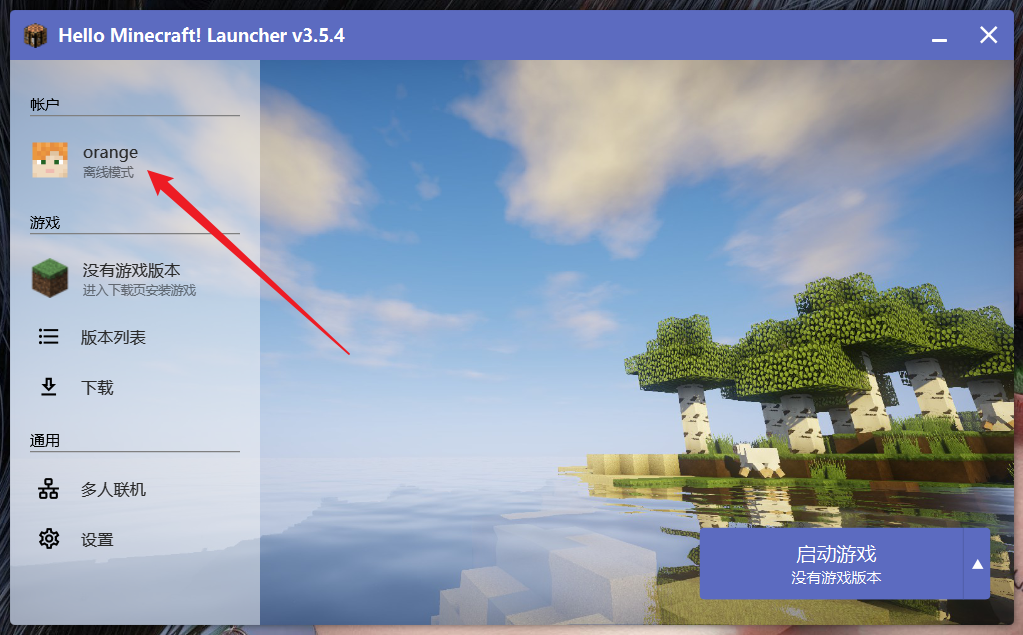 Hello Minecraft! Launcher v3.5.4
帐户
orange
离线模式
游戏
没有游戏版本
进入下载页安装游戏
版本列表
下载
通用
多人联机
设置
启动游戏
没有游戏版本